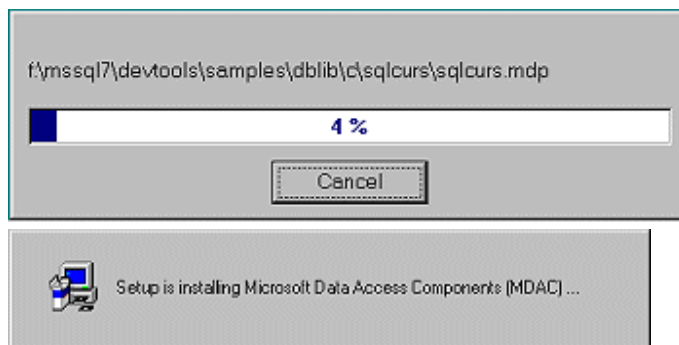 f:\mssql7\devtools\samples\dblib\c\sqlcurs\sqlcurs.mdp
4 %
Cancel
Setup is installing Microsoft Data Access Components (MDAC) ...